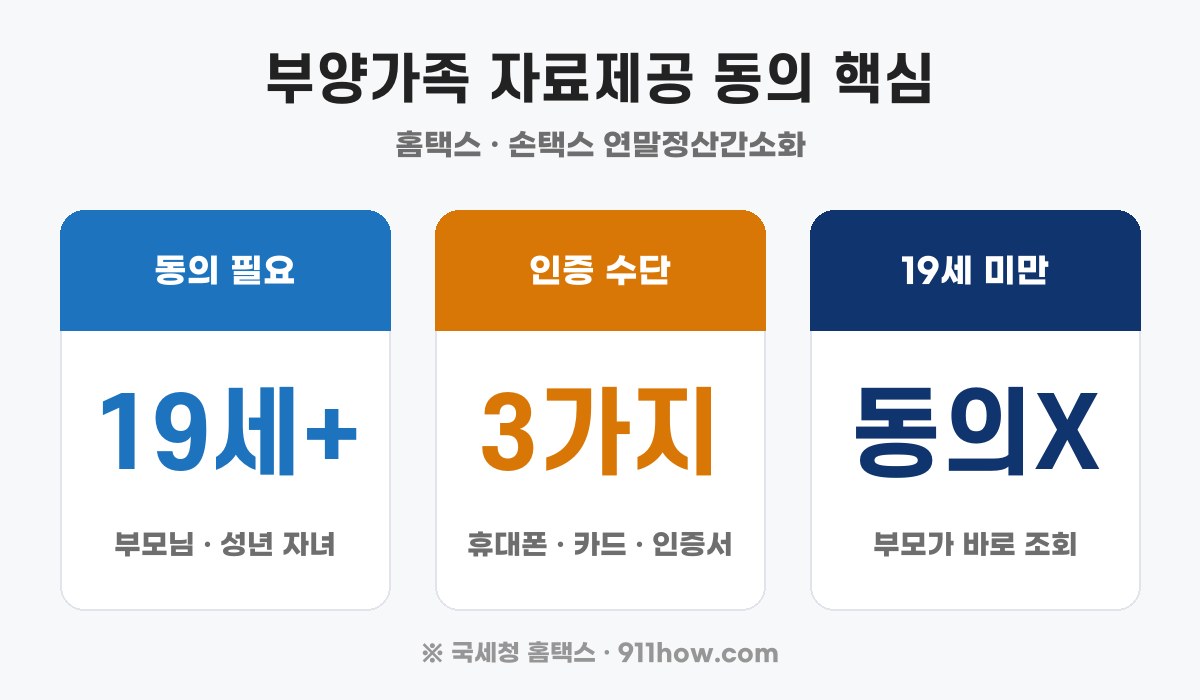 부양가족 자료제공 동의 핵심
홈택스 · 손택스 연말정산간소화
동의 필요
19세+
부모님 · 성년 자녀
인증 수단
3가지
휴대폰 · 카드 · 인증서
19세 미만
동의X
부모가 바로 조회
※ 국세청 홈택스 · 911how.com